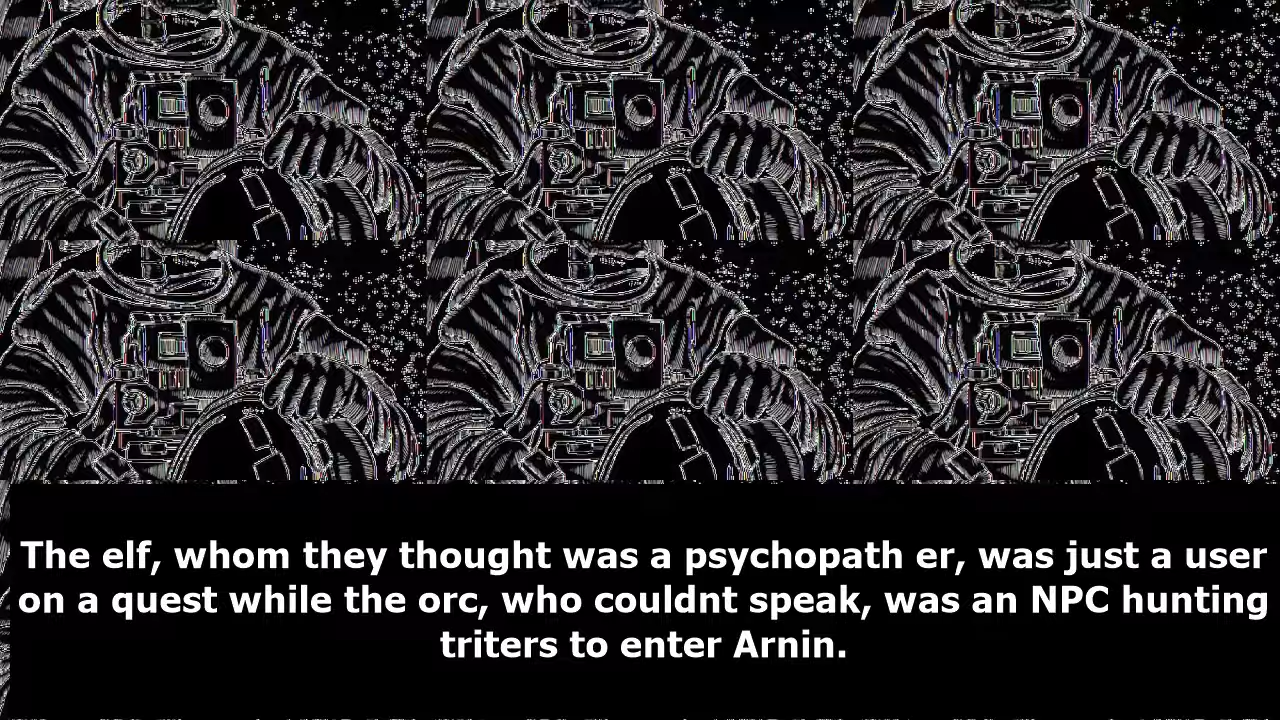 The elf, whom they thought was a psychopath er, was just a user
on a quest while the orc, who couldnt speak, was an NPC hunting
triters to enter Arnin.